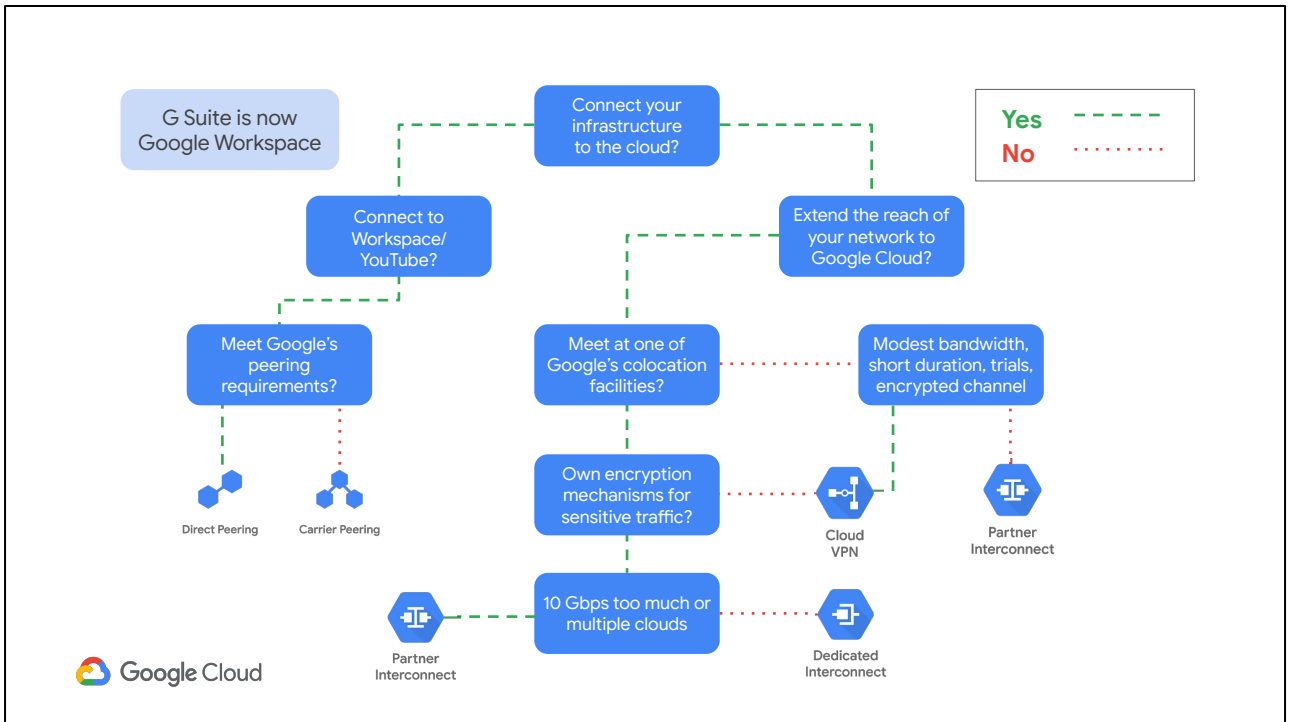 G Suite is now
Google Workspace
Connect your
infrastructure
to the cloud?
Yes
No
Connect to
Workspace/
YouTube?
Extend the reach of
your network to
Google Cloud?
Meet Google’s
peering
requirements?
Meet at one of
Google’s colocation
facilities?
Modest bandwidth,
short duration, trials,
encrypted channel
Direct Peering
Carrier Peering
Own encryption
mechanisms for
sensitive traffic?
Cloud
VPN
Partner
Interconnect
10 Gbps too much or
multiple clouds
Partner
Interconnect
Dedicated
Interconnect
Google Cloud